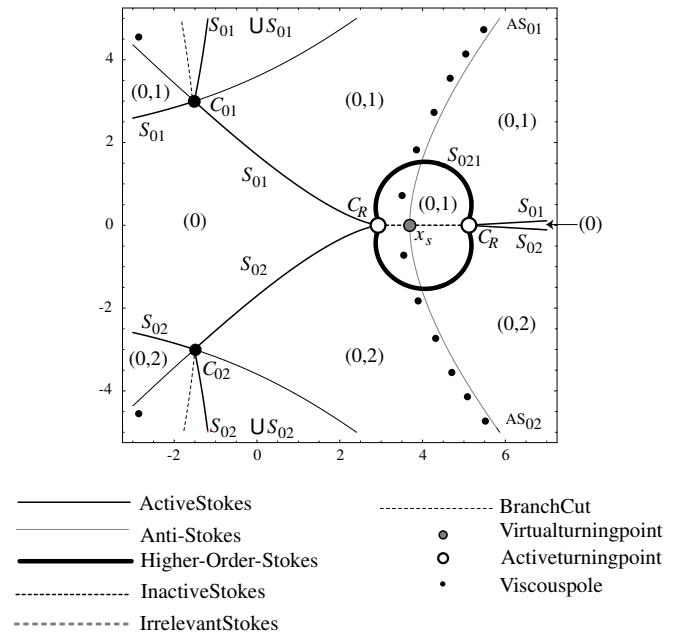 S01 ∪S01 AS01
4
(0,1) C01 (0,1) (0,1)
S01
2
S021
S01
CR (0,1) S01
0 (0) (0)
xs CR S02
S02
-2
S02 (0,2)
(0,2) (0,2)
C02
-4
AS02
S02 ∪S02
-2 0 2 4 6
ActiveStokes
Anti-Stokes
Higher-Order-Stokes
InactiveStokes
IrrelevantStokes
BranchCut
Virtualturningpoint
Activeturningpoint
Viscouspole